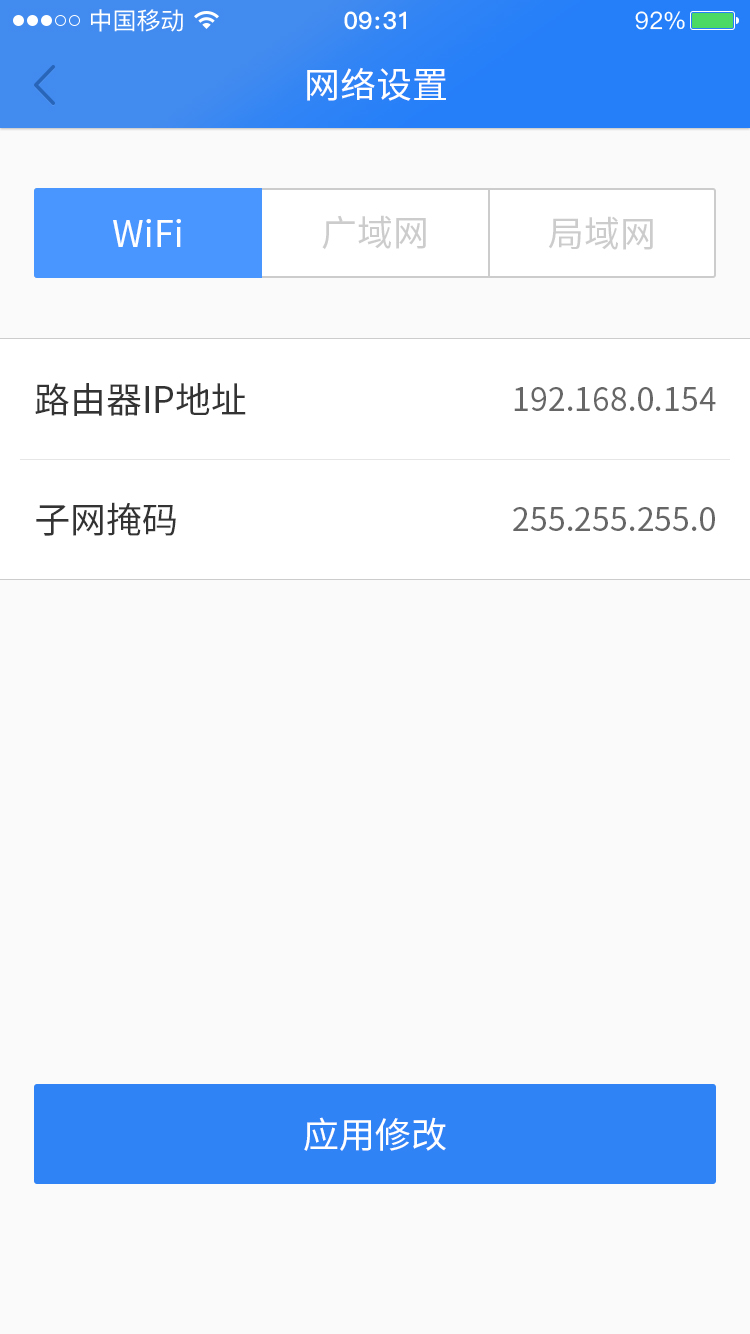 中国移动 09:31 92%
网络设置
WiFi 广域网 局域网
路由器IP地址 192.168.0.154
子网掩码 255.255.255.0
应用修改